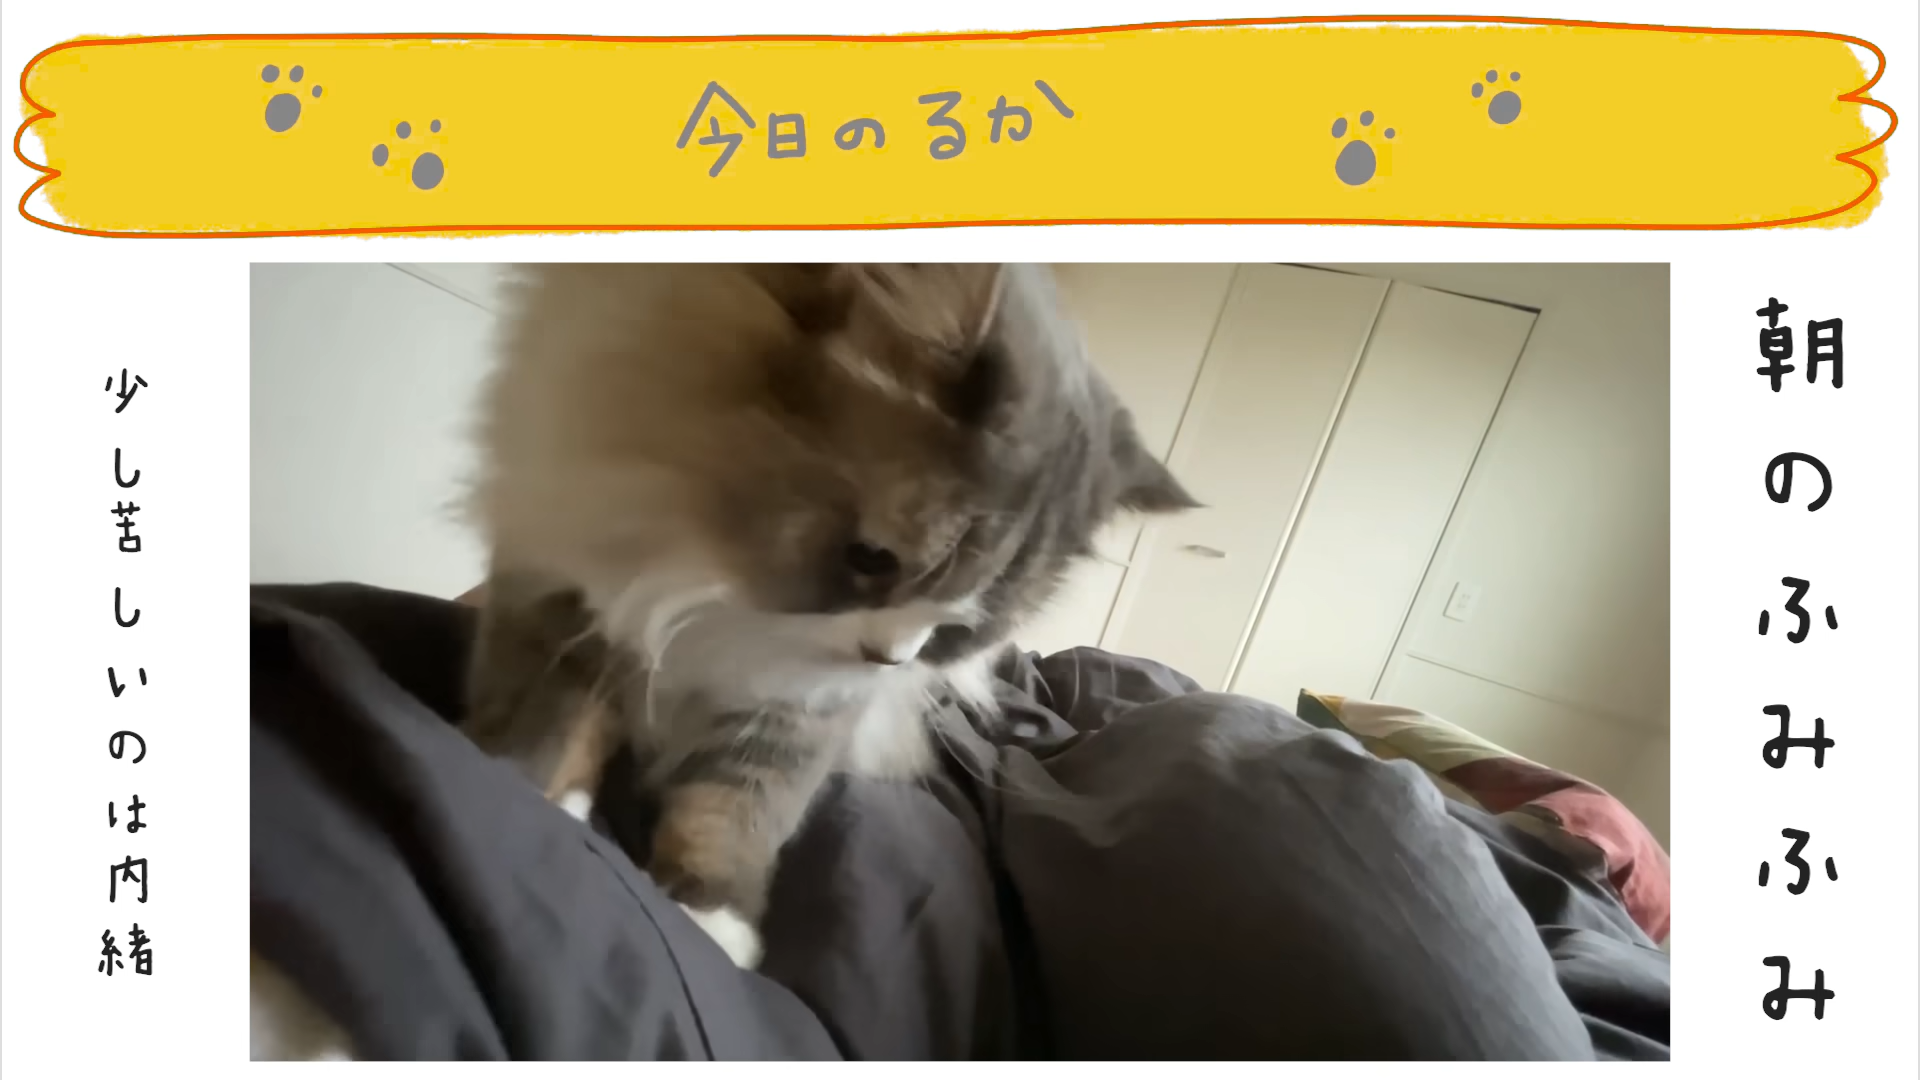 今日のるか
朝のふみふみ
少し苦しいのは内緒